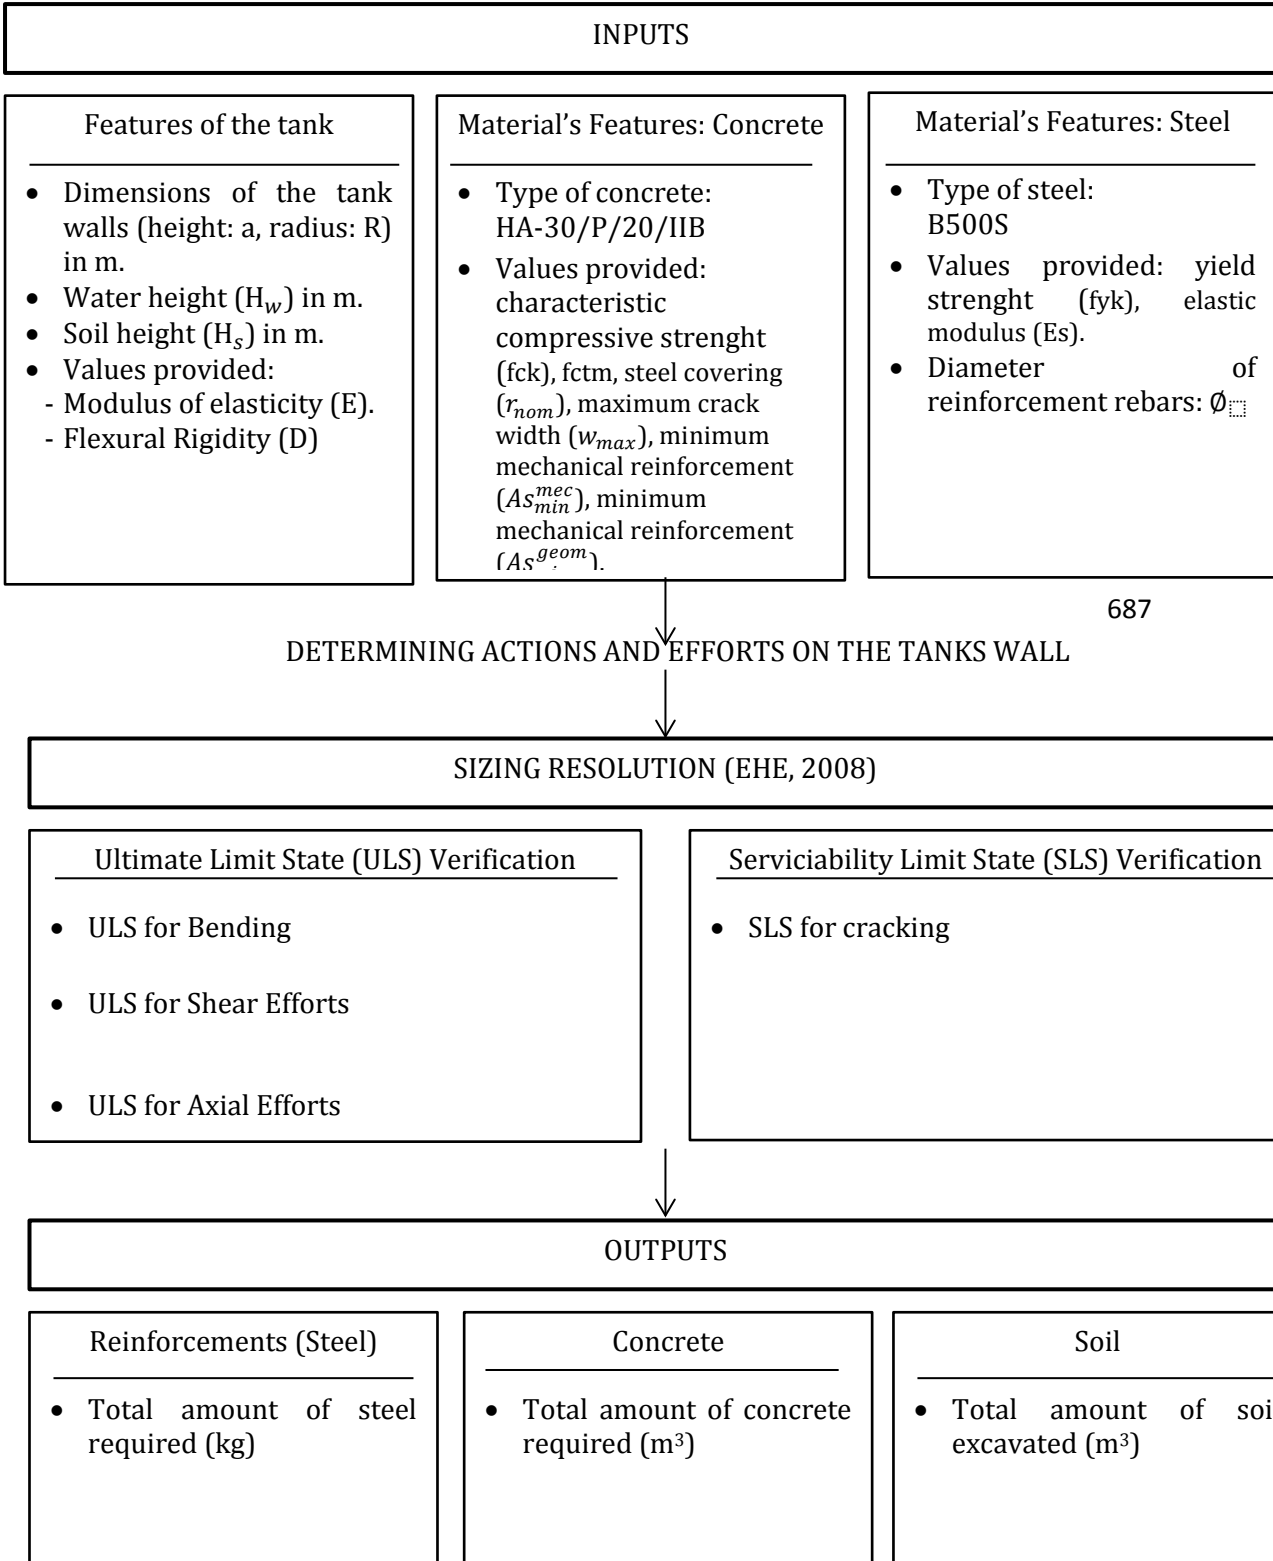 INPUTS
Features of the tank
• Dimensions of the tank
walls (height: a, radius: R)
in m.
• Water height (H_w) in m.
• Soil height (H_s) in m.
• Values provided:
- Modulus of elasticity (E).
- Flexural Rigidity (D)
Material’s Features: Concrete
• Type of concrete:
HA-30/P/20/IIB
• Values provided:
characteristic
compressive strenght
(fck), fctm, steel covering
(r_nom), maximum crack
width (w_max), minimum
mechanical reinforcement
(As_min^mec), minimum
mechanical reinforcement
(As^geom).
Material’s Features: Steel
• Type of steel:
B500S
• Values provided: yield
strenght (fyk), elastic
modulus (Es).
• Diameter of
reinforcement rebars: Ø
687
DETERMINING ACTIONS AND EFFORTS ON THE TANKS WALL
SIZING RESOLUTION (EHE, 2008)
Ultimate Limit State (ULS) Verification
• ULS for Bending
• ULS for Shear Efforts
• ULS for Axial Efforts
Serviciability Limit State (SLS) Verification
• SLS for cracking
OUTPUTS
Reinforcements (Steel)
• Total amount of steel
required (kg)
Concrete
• Total amount of concrete
required (m³)
Soil
• Total amount of soi
excavated (m³)